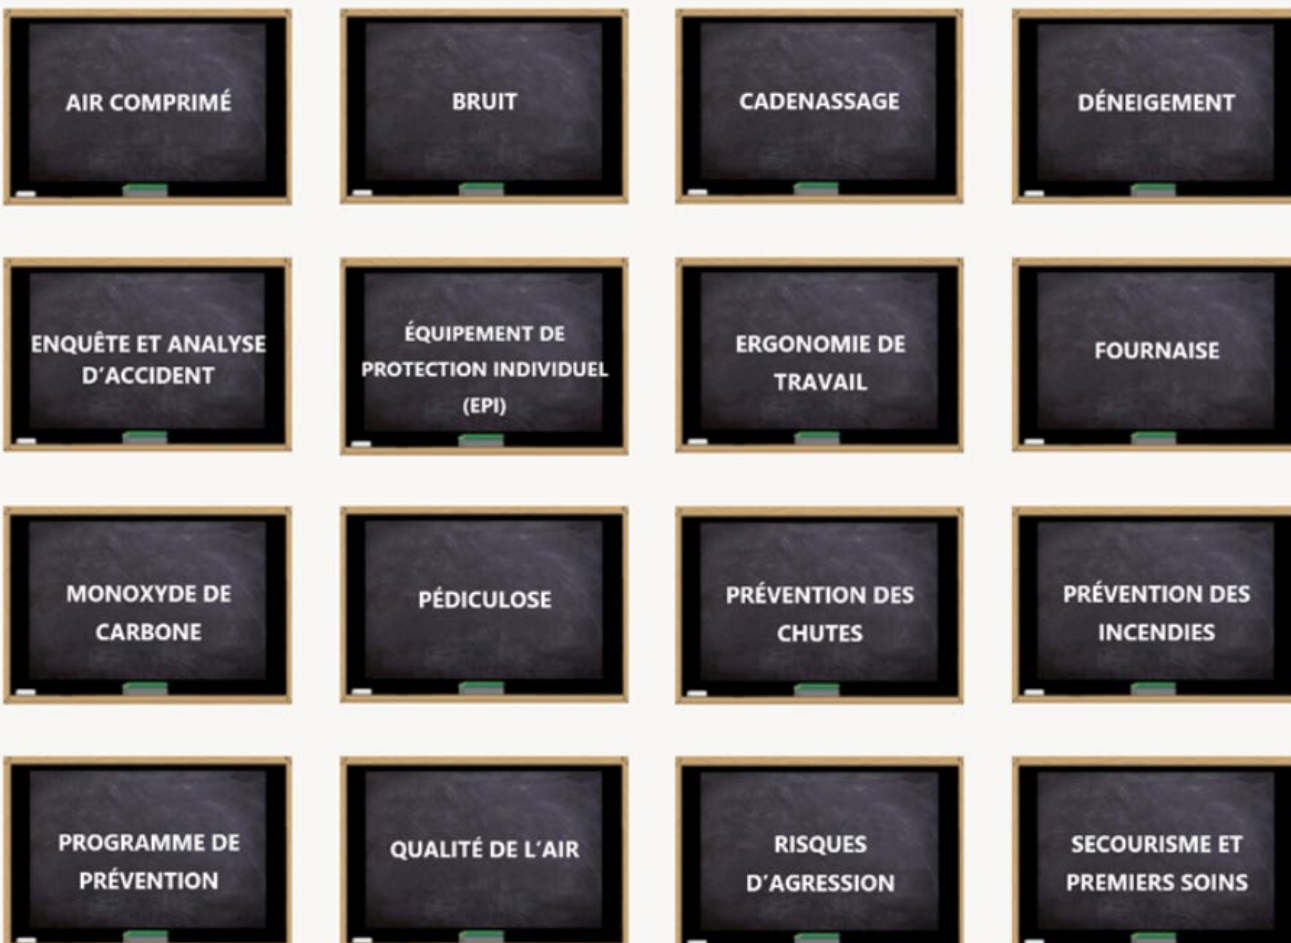 AIR COMPRIMÉ
BRUIT
CADENASSAGE
DÉNEIGEMENT
ENQUÊTE ET ANALYSE
D'ACCIDENT
ÉQUIPEMENT DE
PROTECTION INDIVIDUEL
(EPI)
ERGONOMIE DE
TRAVAIL
FOURNAISE
MONOXYDE DE
CARBONE
PÉDICULOSE
PRÉVENTION DES
CHUTES
PRÉVENTION DES
INCENDIES
PROGRAMME DE
PRÉVENTION
QUALITÉ DE L'AIR
RISQUES
D'AGRESSION
SECOURISME ET
PREMIERS SOINS